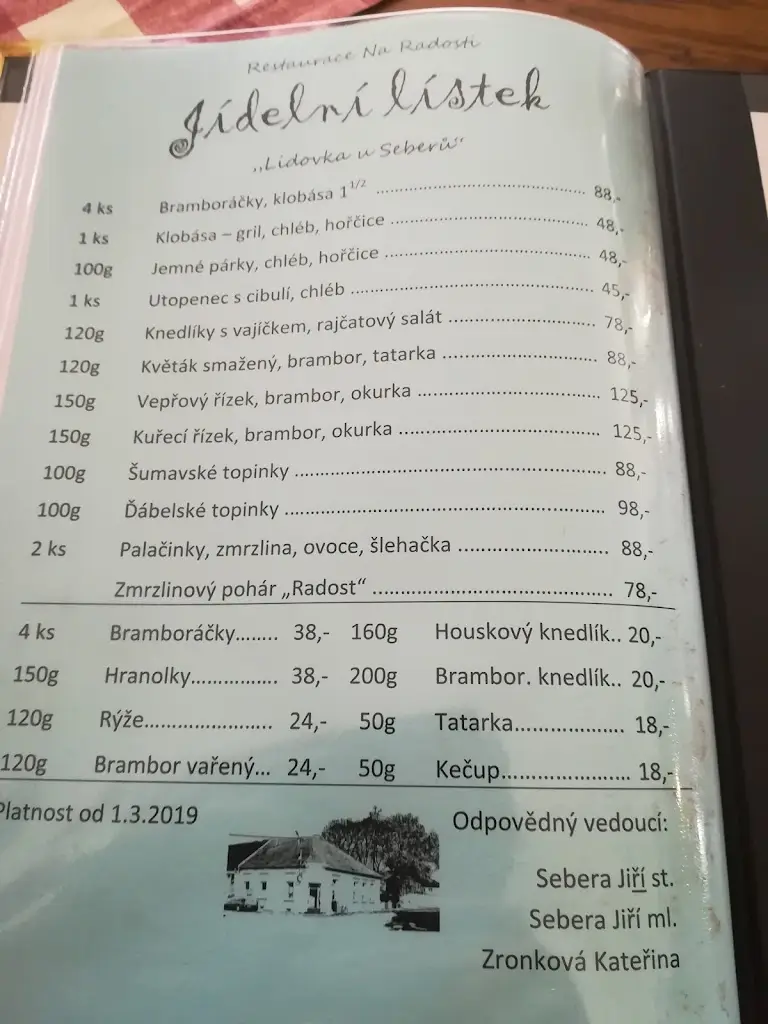 Restaurace Na Radosti
Jídelní lístek
„Lidovka u Seberů"
4 ks Bramboráčky, klobása 1 1/2 ........ 88,-
1 ks Klobása – gril, chléb, hořčice ........ 48,-
100g Jemné párky, chléb, hořčice ........ 48,-
1 ks Utopenec s cibulí, chléb ........ 45,-
120g Knedlíky s vajíčkem, rajčatový salát ........ 78,-
120g Květák smažený, brambor, tatarka ........ 88,-
150g Vepřový řízek, brambor, okurka ........ 125,-
150g Kuřecí řízek, brambor, okurka ........ 125,-
100g Šumavské topinky ........ 88,-
100g Ďábelské topinky ........ 98,-
2 ks Palačinky, zmrzlina, ovoce, šlehačka ........ 88,-
Zmrzlinový pohár „Radost" ........ 78,-
4 ks Bramboráčky........ 38,- 160g Houskový knedlík.. 20,-
150g Hranolky............... 38,- 200g Brambor. knedlík.. 20,-
120g Rýže...................... 24,- 50g Tatarka................... 18,-
120g Brambor vařený... 24,- 50g Kečup...................... 18,-
Platnost od 1.3.2019
Odpovědný vedoucí:
Sebera Jiří st.
Sebera Jiří ml.
Zronková Kateřina